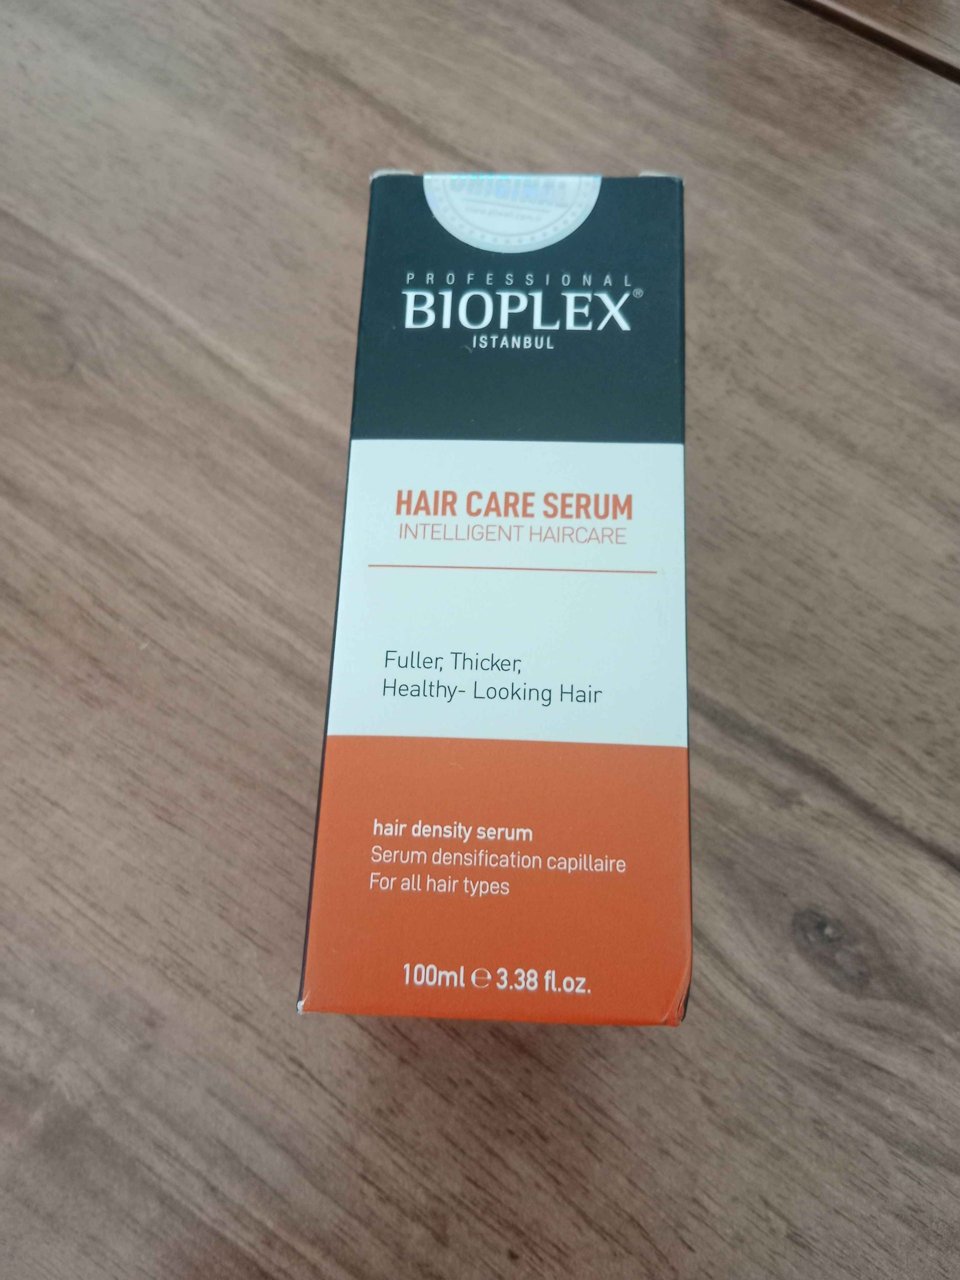 ORIGINAL
PROFESSIONAL
BIOPLEX®
ISTANBUL
HAIR CARE SERUM
INTELLIGENT HAIRCARE
Fuller, Thicker,
Healthy- Looking Hair
hair density serum
Serum densification capillaire
For all hair types
100ml ℮ 3.38 fl.oz.